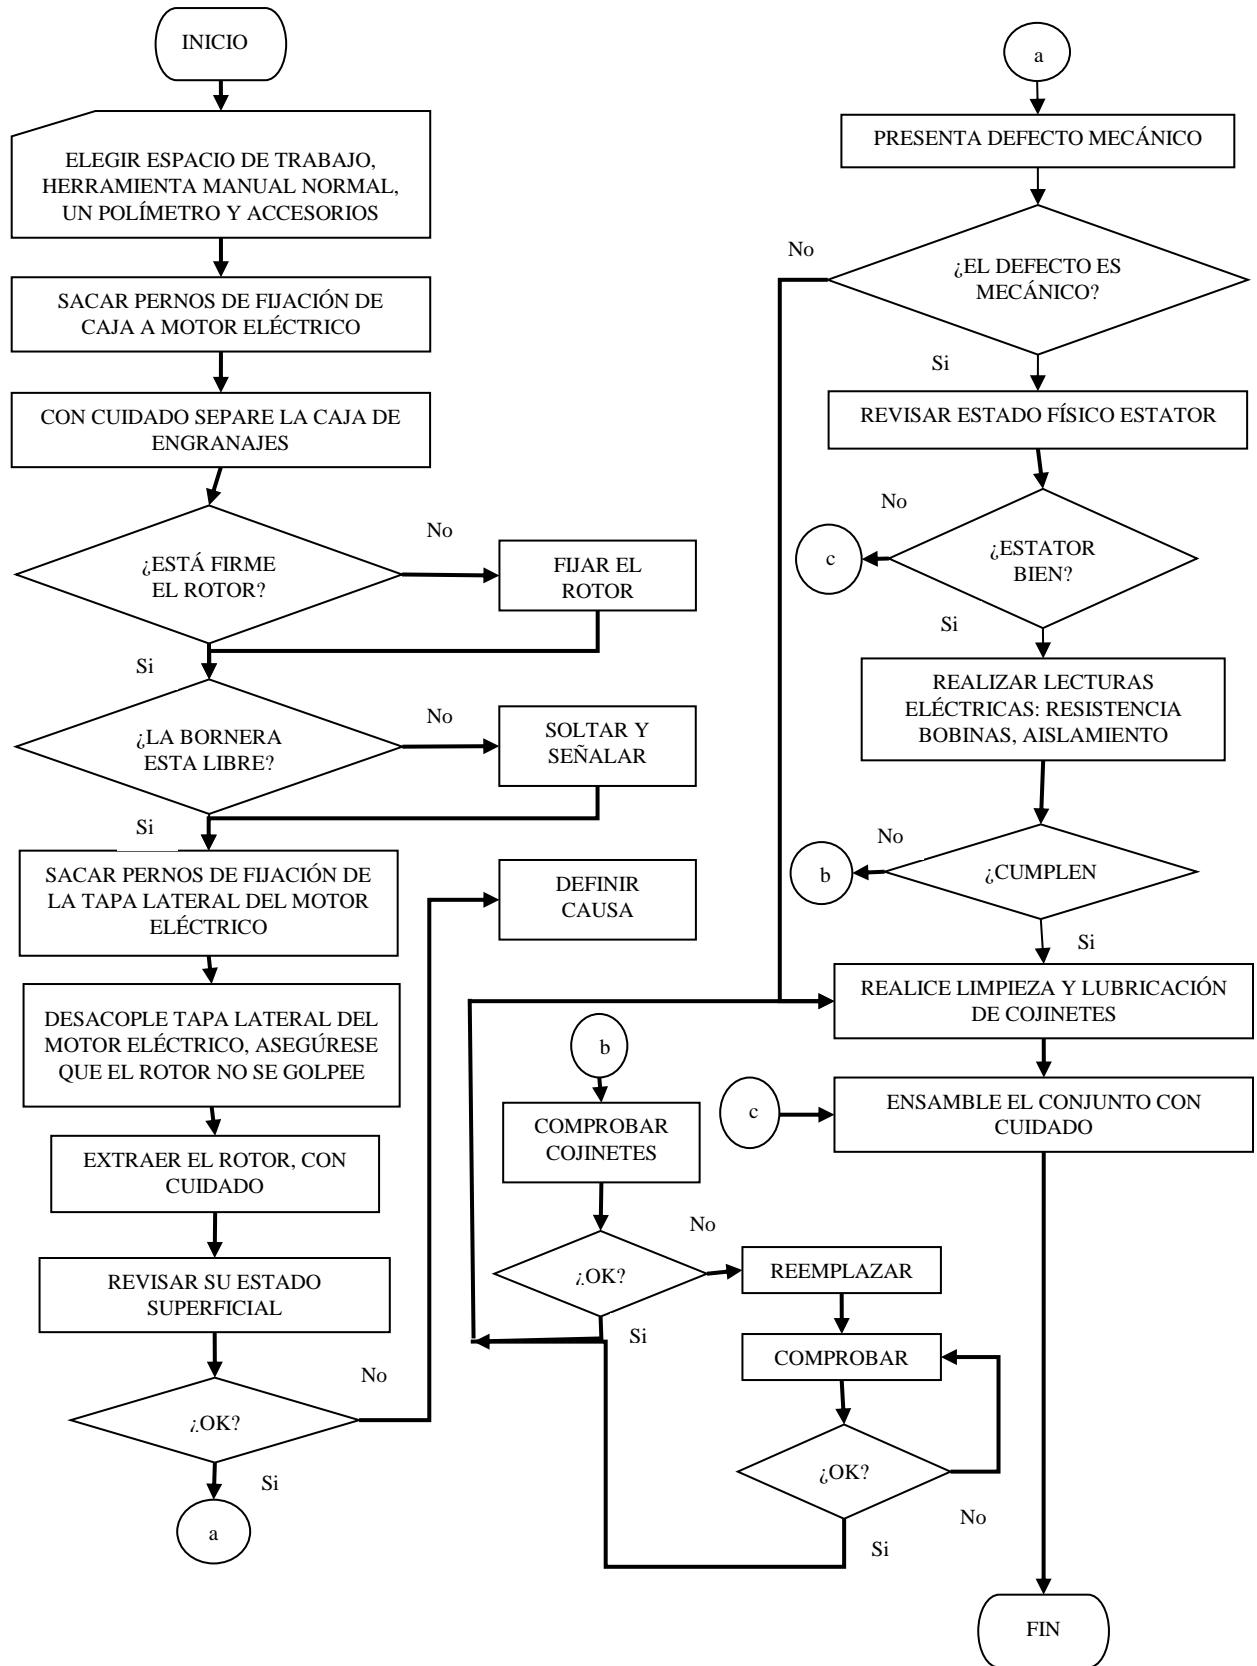 INICIO
ELEGIR ESPACIO DE TRABAJO,
HERRAMIENTA MANUAL NORMAL,
UN POLÍMETRO Y ACCESORIOS
SACAR PERNOS DE FIJACIÓN DE
CAJA A MOTOR ELÉCTRICO
CON CUIDADO SEPARE LA CAJA DE
ENGRANAJES
¿ESTÁ FIRME
EL ROTOR?
No
FIJAR EL
ROTOR
Si
¿LA BORNERA
ESTA LIBRE?
No
SOLTAR Y
SEÑALAR
Si
SACAR PERNOS DE FIJACIÓN DE
LA TAPA LATERAL DEL MOTOR
ELÉCTRICO
DEFINIR
CAUSA
DESACOPLE TAPA LATERAL DEL
MOTOR ELÉCTRICO, ASEGÚRESE
QUE EL ROTOR NO SE GOLPEE
EXTRAER EL ROTOR, CON
CUIDADO
REVISAR SU ESTADO
SUPERFICIAL
No
¿OK?
Si
a
a
PRESENTA DEFECTO MECÁNICO
No
¿EL DEFECTO ES
MECÁNICO?
Si
REVISAR ESTADO FÍSICO ESTATOR
No
c
¿ESTATOR
BIEN?
Si
REALIZAR LECTURAS
ELÉCTRICAS: RESISTENCIA
BOBINAS, AISLAMIENTO
No
b
¿CUMPLEN
Si
REALICE LIMPIEZA Y LUBRICACIÓN
DE COJINETES
c
ENSAMBLE EL CONJUNTO CON
CUIDADO
b
COMPROBAR
COJINETES
No
¿OK?
Si
REEMPLAZAR
COMPROBAR
¿OK?
No
Si
FIN